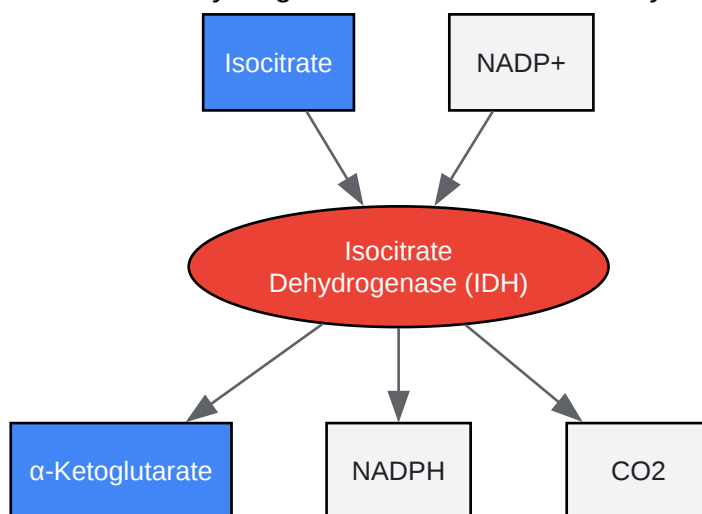 Isocitrate
NADP+
Isocitrate
Dehydrogenase (IDH)
α-Ketoglutarate
NADPH
CO2